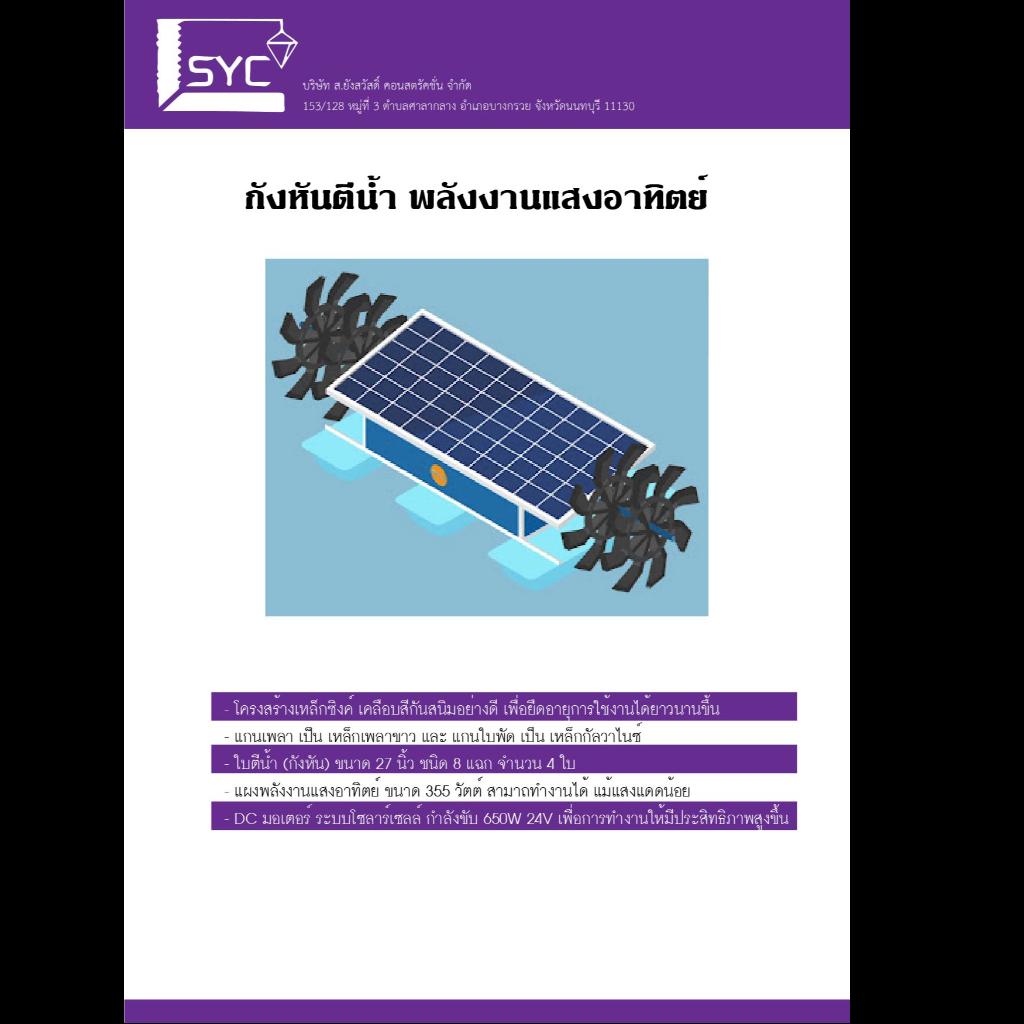 SYC
บริษัท ส.ยังสวัสดิ์ คอนสตรัคชั่น จำกัด
153/128 หมู่ที่ 3 ตำบลศาลากลาง อำเภอบางกรวย จังหวัดนนทบุรี 11130
กังหันตีน้ำ พลังงานแสงอาทิตย์
- โครงสร้างเหล็กซิงค์ เคลือบสีกันสนิมอย่างดี เพื่อยืดอายุการใช้งานได้ยาวนานขึ้น
- แกนเพลา เป็น เหล็กเพลาขาว และ แกนใบพัด เป็น เหล็กกัลวาไนซ์
- ใบตีน้ำ (กังหัน) ขนาด 27 นิ้ว ชนิด 8 แฉก จำนวน 4 ใบ
- แผงพลังงานแสงอาทิตย์ ขนาด 355 วัตต์ สามาถทำงานได้ แม้แสงแดดน้อย
- DC มอเตอร์ ระบบโซลาร์เซลล์ กำลังขับ 650W 24V เพื่อการทำงานให้มีประสิทธิภาพสูงขึ้น